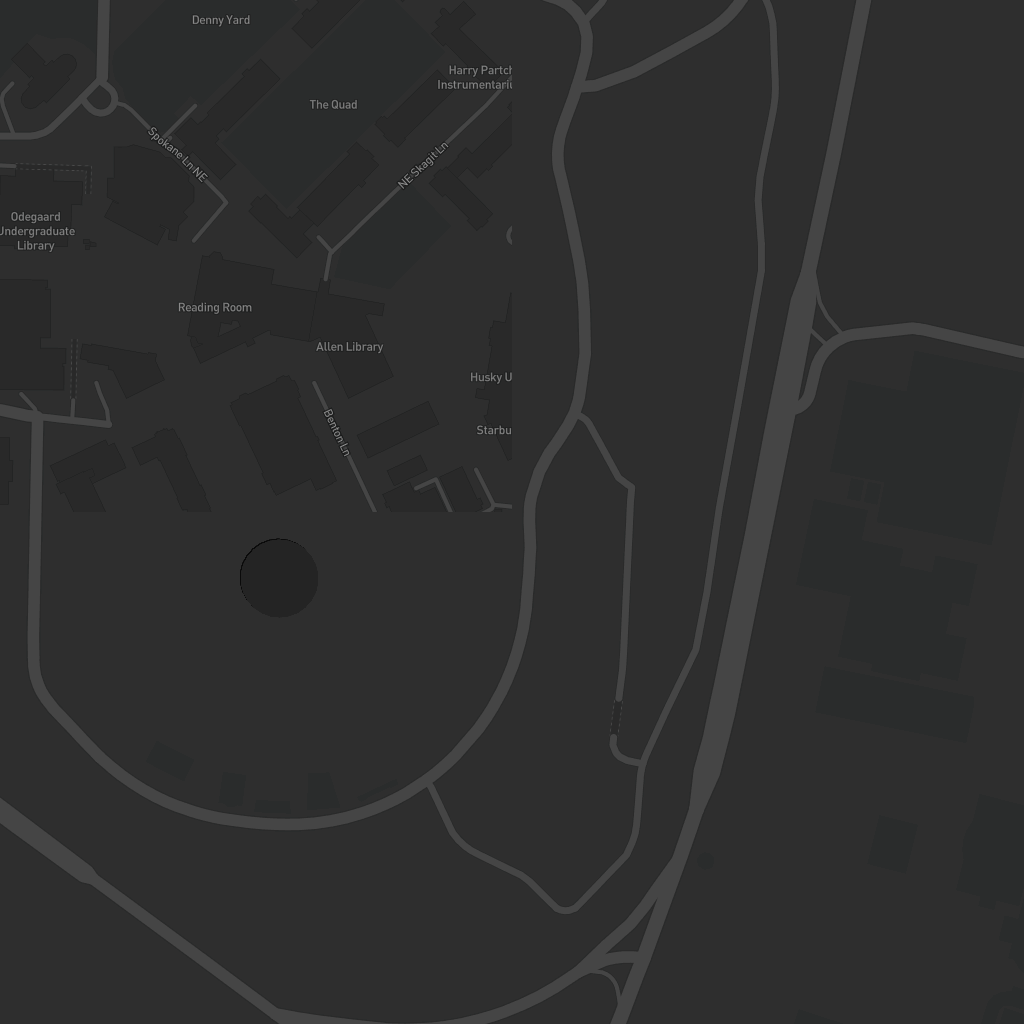 Denny Yard
Harry Partch
Instrumentariu
The Quad
Spokane Ln NE
NE Skagit Ln
Odegaard
Undergraduate
Library
Reading Room
Allen Library
Husky U
Starbu
Benton Ln